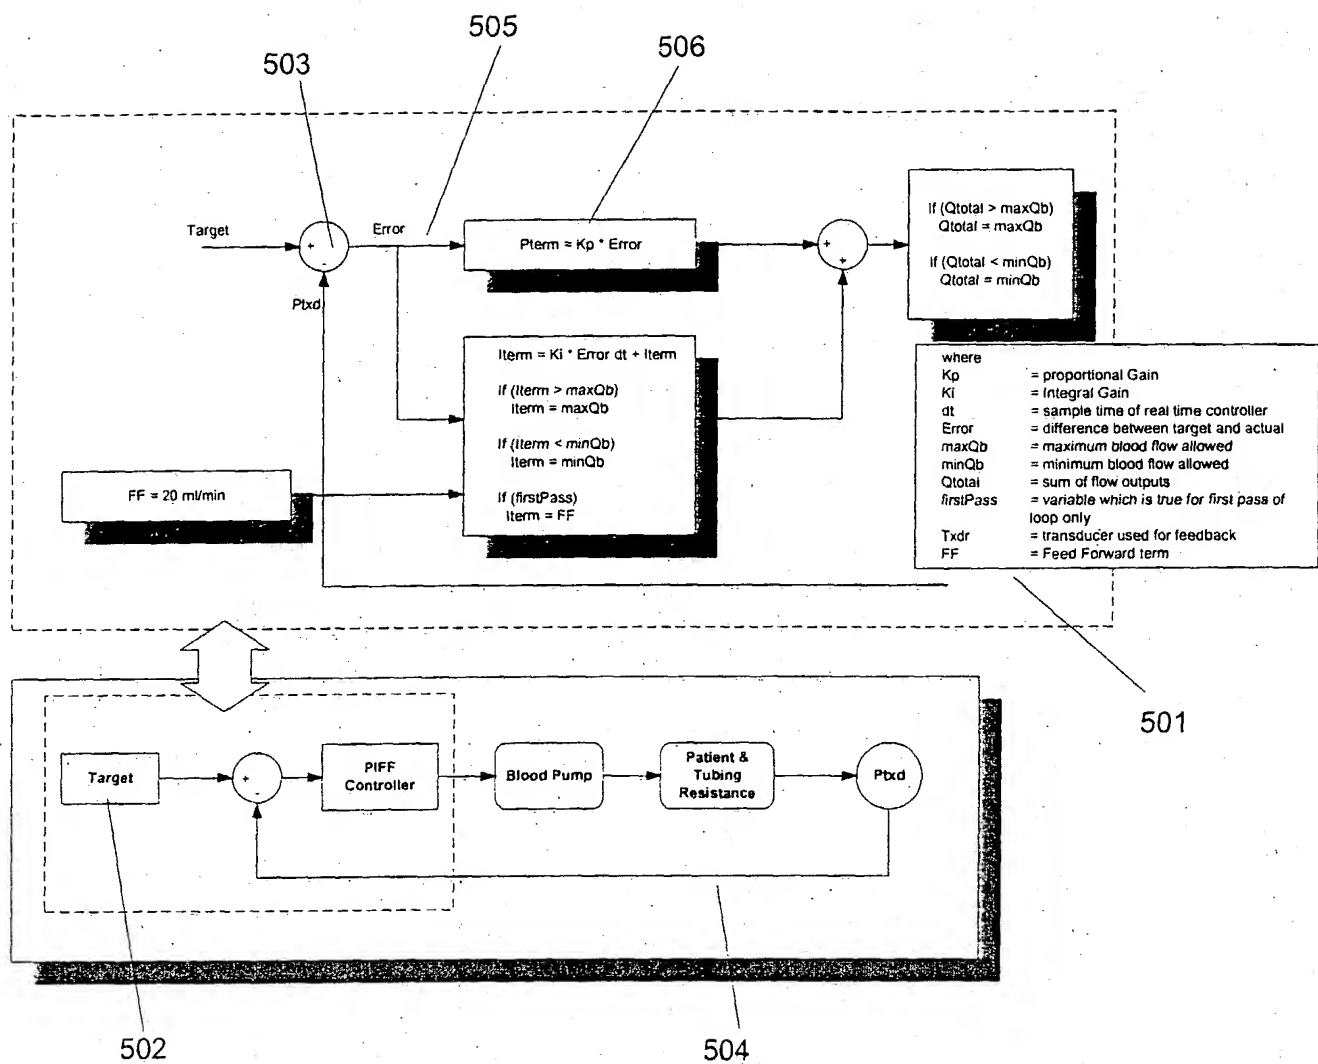 505
503
506
Target
+
-
Error
Ptxd
Pterm = Kp * Error
+
+
If (Qtotal > maxQb)
Qtotal = maxQb
If (Qtotal < minQb)
Qtotal = minQb
Iterm = Ki * Error dt + Iterm
If (Iterm > maxQb)
Iterm = maxQb
If (Iterm < minQb)
Iterm = minQb
If (firstPass)
Iterm = FF
FF = 20 ml/min
where
Kp = proportional Gain
Ki = Integral Gain
dt = sample time of real time controller
Error = difference between target and actual
maxQb = maximum blood flow allowed
minQb = minimum blood flow allowed
Qtotal = sum of flow outputs
firstPass = variable which is true for first pass of
loop only
Txdr = transducer used for feedback
FF = Feed Forward term
501
Target
+
-
PIFF
Controller
Blood Pump
Patient &
Tubing
Resistance
Ptxd
502
504